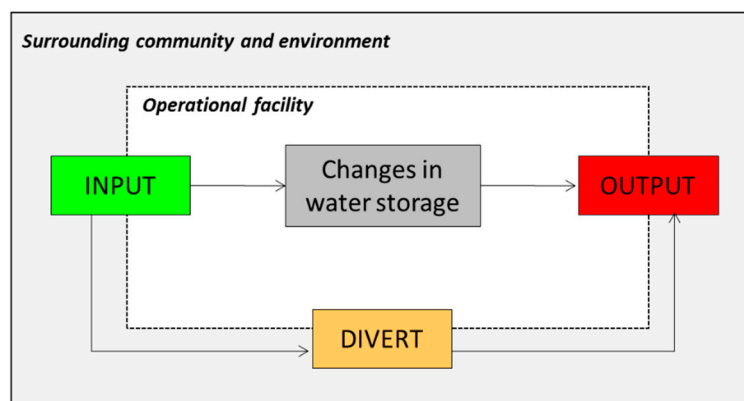 Surrounding community and environment
Operational facility
INPUT
Changes in
water storage
OUTPUT
DIVERT